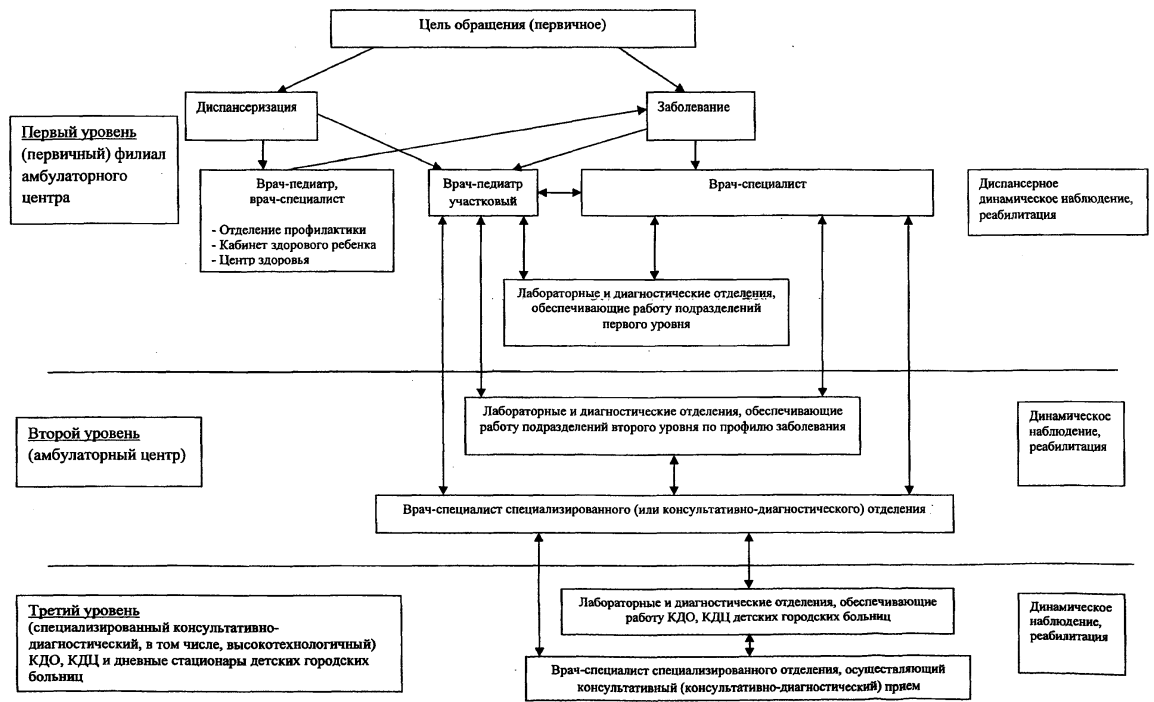 Цель обращения (первичное)
Диспансеризация
Заболевание
Первый уровень
(первичный) филиал
амбулаторного
центра
Врач-педиатр,
врач-специалист
- Отделение профилактики
- Кабинет здорового ребенка
- Центр здоровья
Врач-педиатр
участковый
Врач-специалист
Диспансерное
динамическое наблюдение,
реабилитация
Лабораторные и диагностические отделения,
обеспечивающие работу подразделений
первого уровня
Второй уровень
(амбулаторный центр)
Лабораторные и диагностические отделения, обеспечивающие
работу подразделений второго уровня по профилю заболевания
Динамическое
наблюдение,
реабилитация
Врач-специалист специализированного (или консультативно-диагностического) отделения
Третий уровень
(специализированный консультативно-
диагностический, в том числе, высокотехнологичный)
КДО, КДЦ и дневные стационары детских городских
больниц
Лабораторные и диагностические отделения, обеспечивающие
работу КДО, КДЦ детских городских больниц
Динамическое
наблюдение,
реабилитация
Врач-специалист специализированного отделения, осуществляющий
консультативный (консультативно-диагностический) прием